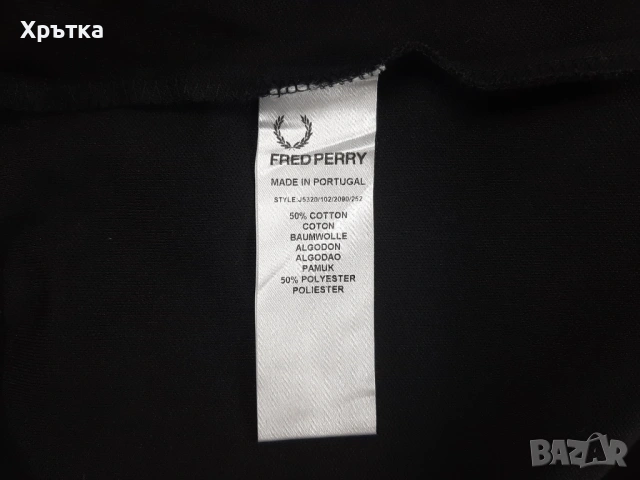 Хрътка
FRED PERRY
MADE IN PORTUGAL
STYLE:J5320/102/2090/252
50% COTTON
COTON
BAUMWOLLE
ALGODON
ALGODAO
PAMUK
50% POLYESTER
POLIESTER
BAZAR